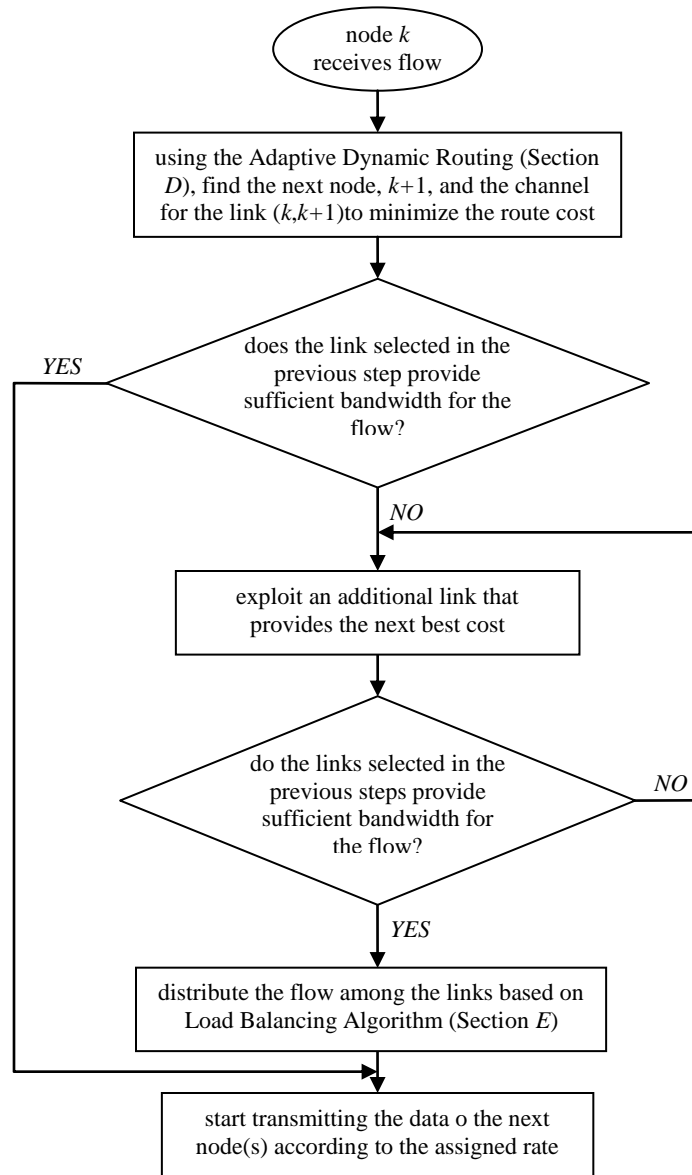 node k
receives flow
using the Adaptive Dynamic Routing (Section
D), find the next node, k+1, and the channel
for the link (k,k+1)to minimize the route cost
does the link selected in the
previous step provide
sufficient bandwidth for the
flow?
YES
NO
exploit an additional link that
provides the next best cost
do the links selected in the
previous steps provide
sufficient bandwidth for
the flow?
NO
YES
distribute the flow among the links based on
Load Balancing Algorithm (Section E)
start transmitting the data o the next
node(s) according to the assigned rate